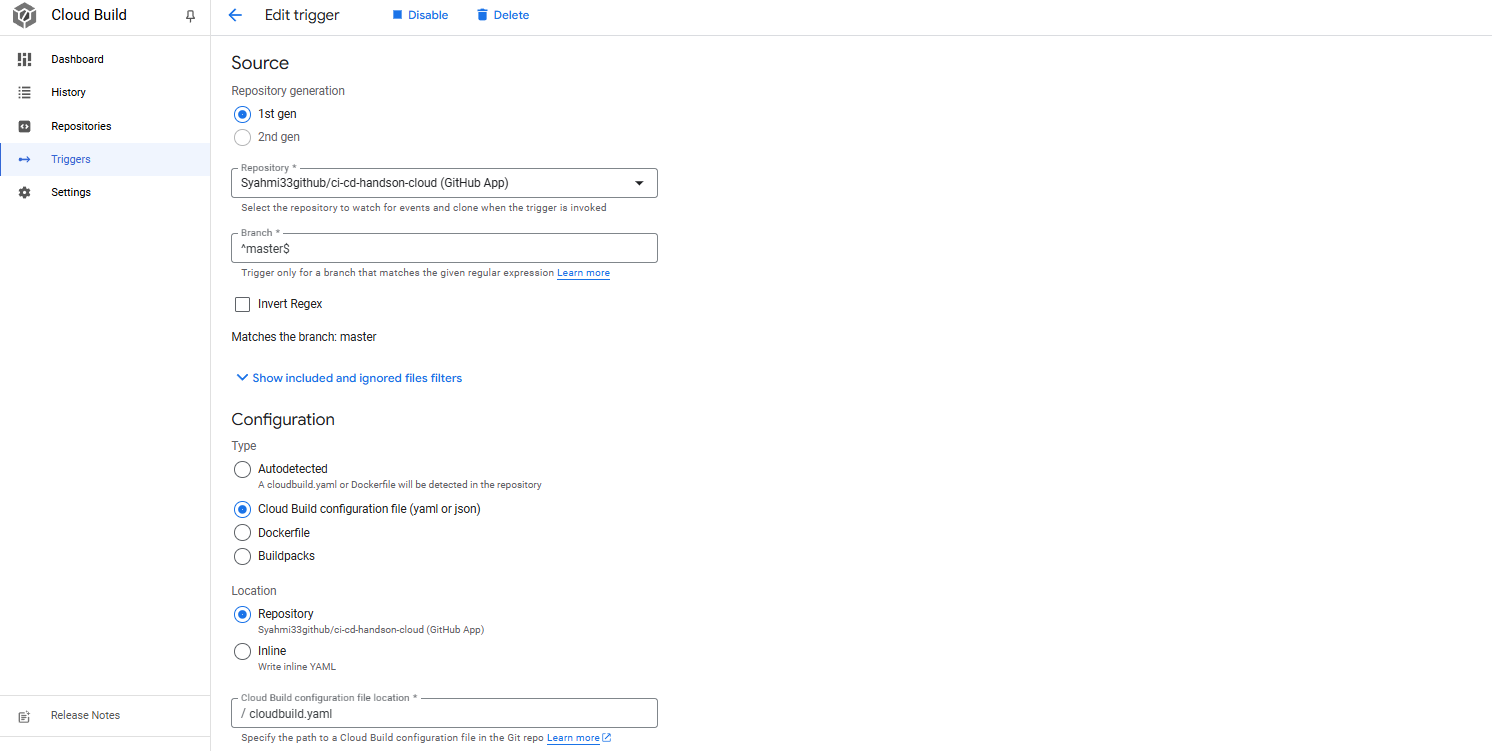 Cloud Build
Edit trigger
Disable
Delete
Dashboard
History
Repositories
Triggers
Settings
Release Notes
Source
Repository generation
1st gen
2nd gen
Repository *
Syahmi33github/ci-cd-handson-cloud (GitHub App)
Select the repository to watch for events and clone when the trigger is invoked
Branch *
^master$
Trigger only for a branch that matches the given regular expression Learn more
Invert Regex
Matches the branch: master
Show included and ignored files filters
Configuration
Type
Autodetected
A cloudbuild.yaml or Dockerfile will be detected in the repository
Cloud Build configuration file (yaml or json)
Dockerfile
Buildpacks
Location
Repository
Syahmi33github/ci-cd-handson-cloud (GitHub App)
Inline
Write inline YAML
Cloud Build configuration file location *
/ cloudbuild.yaml
Specify the path to a Cloud Build configuration file in the Git repo Learn more